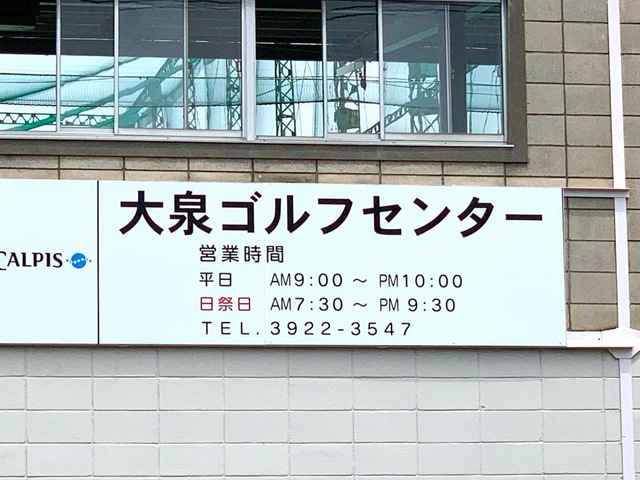 大泉ゴルフセンター
CALPIS
営業時間
平日 AM9:00 ～ PM10:00
日祭日 AM7:30 ～ PM 9:30
TEL. 3922-3547